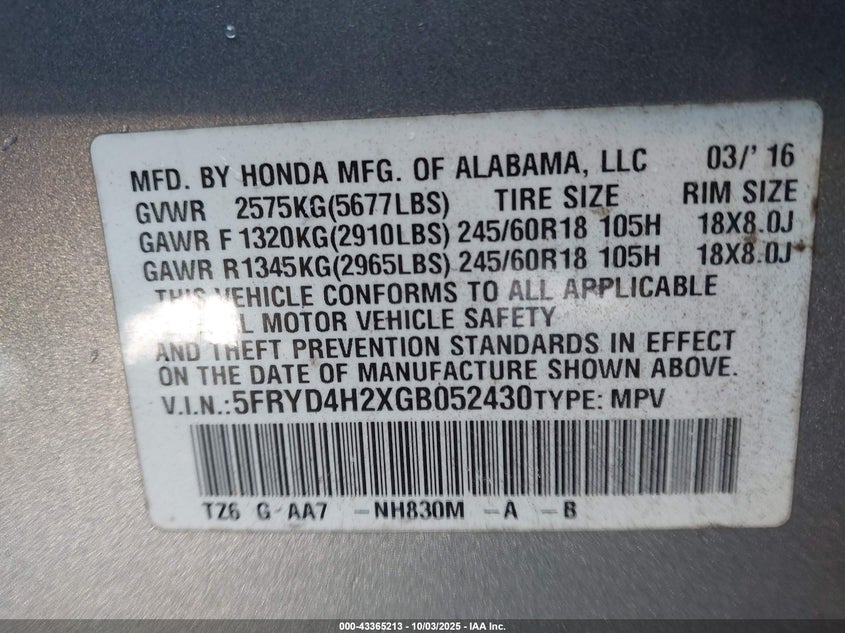 MFD. BY HONDA MFG. OF ALABAMA, LLC 03/' 16
GVWR 2575KG(5677LBS) TIRE SIZE RIM SIZE
GAWR F 1320KG(2910LBS) 245/60R18 105H 18X8.0J
GAWR R1345KG(2965LBS) 245/60R18 105H 18X8.0J
THIS VEHICLE CONFORMS TO ALL APPLICABLE
MOTOR VEHICLE SAFETY
AND THEFT PREVENTION STANDARDS IN EFFECT
ON THE DATE OF MANUFACTURE SHOWN ABOVE.
V.I.N.:5FRYD4H2XGB052430TYPE: MPV
TZ6 G-AA7 -NH830M -A -B
000-43365213 - 10/03/2025 - IAA Inc.